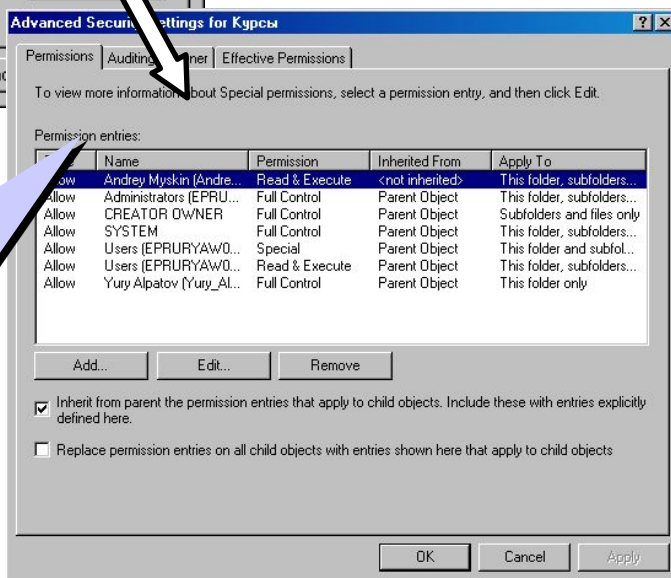 Advanced Security Settings for Курсы
Permissions Auditing Effective Permissions
To view more information about Special permissions, select a permission entry, and then click Edit.
Permission entries:
Name Permission Inherited From Apply To
Allow Andrey Myskin (Andre... Read & Execute <not inherited> This folder, subfolders...
Allow Administrators (EPRU... Full Control Parent Object This folder, subfolders...
Allow CREATOR OWNER Full Control Parent Object Subfolders and files only
Allow SYSTEM Full Control Parent Object This folder, subfolders...
Allow Users (EPRURYAW0... Special Parent Object This folder and subfol...
Allow Users (EPRURYAW0... Read & Execute Parent Object This folder, subfolders...
Allow Yury Alpatov (Yury_Al... Full Control Parent Object This folder only
Add... Edit... Remove
Inherit from parent the permission entries that apply to child objects. Include these with entries explicitly
defined here.
Replace permission entries on all child objects with entries shown here that apply to child objects
OK Cancel Apply